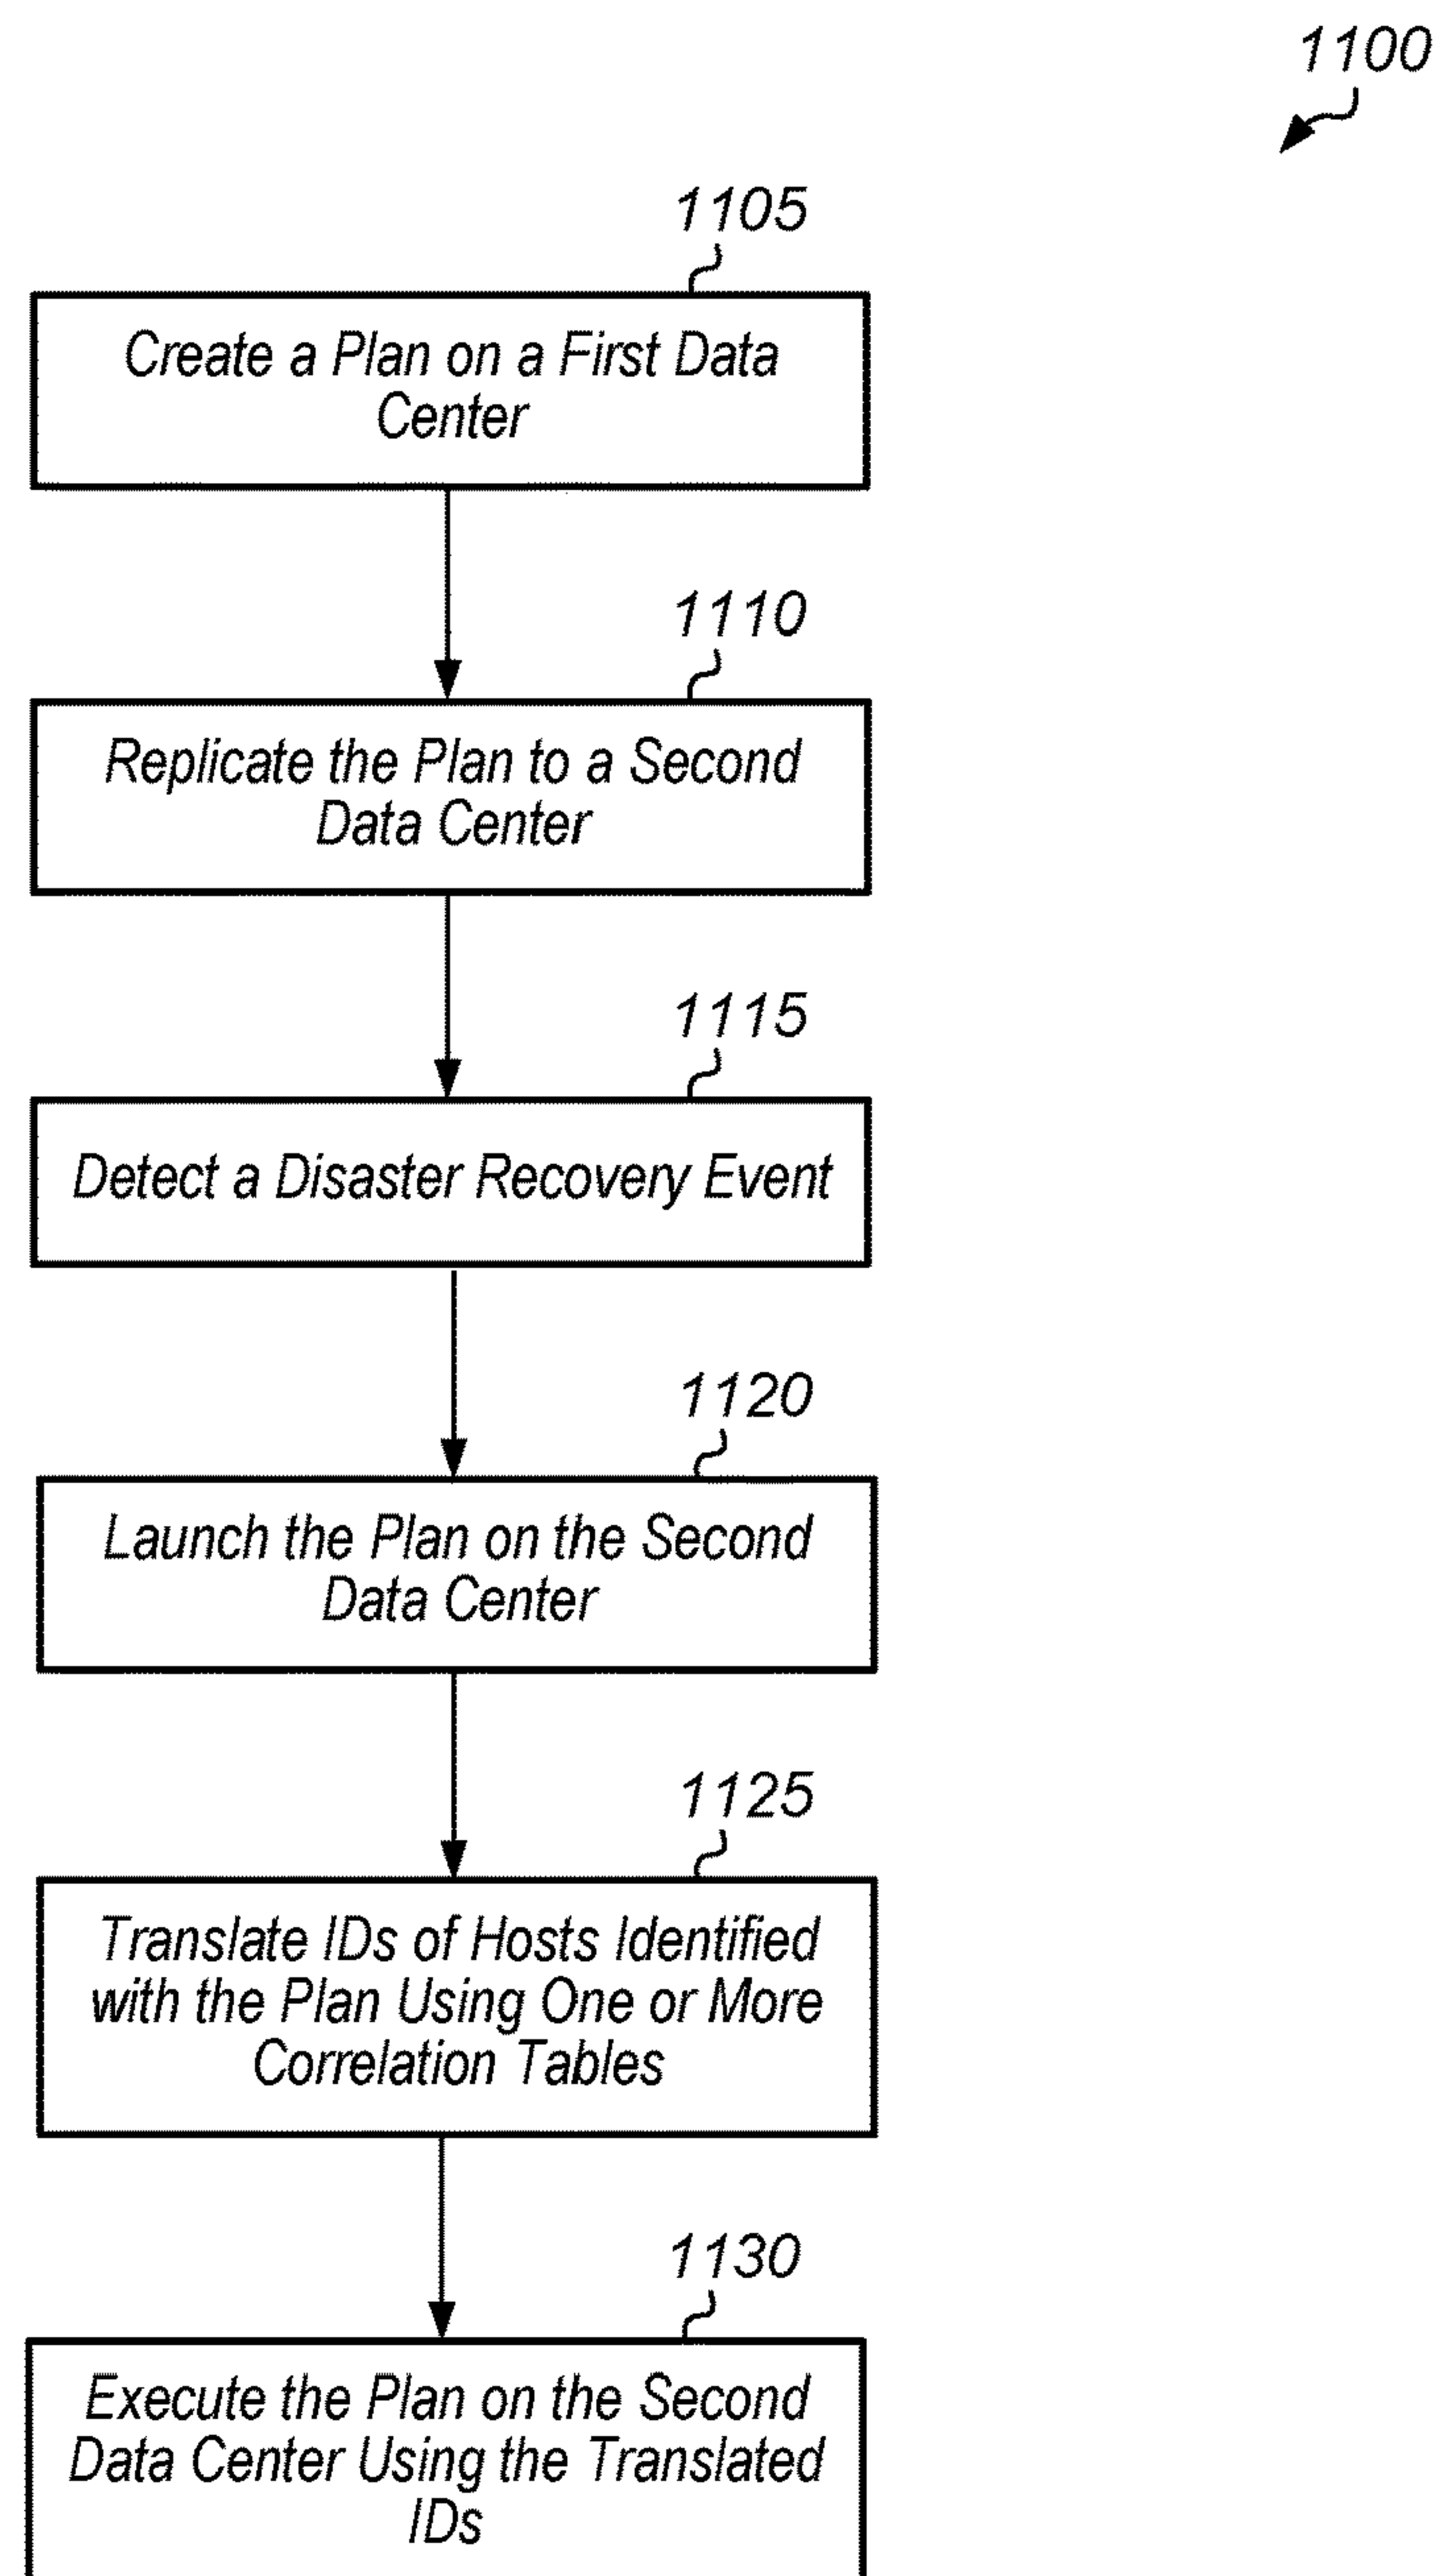 1100
1105
Create a Plan on a First Data
Center
1110
Replicate the Plan to a Second
Data Center
1115
Detect a Disaster Recovery Event
1120
Launch the Plan on the Second
Data Center
1125
Translate IDs of Hosts Identified
with the Plan Using One or More
Correlation Tables
1130
Execute the Plan on the Second
Data Center Using the Translated
IDs